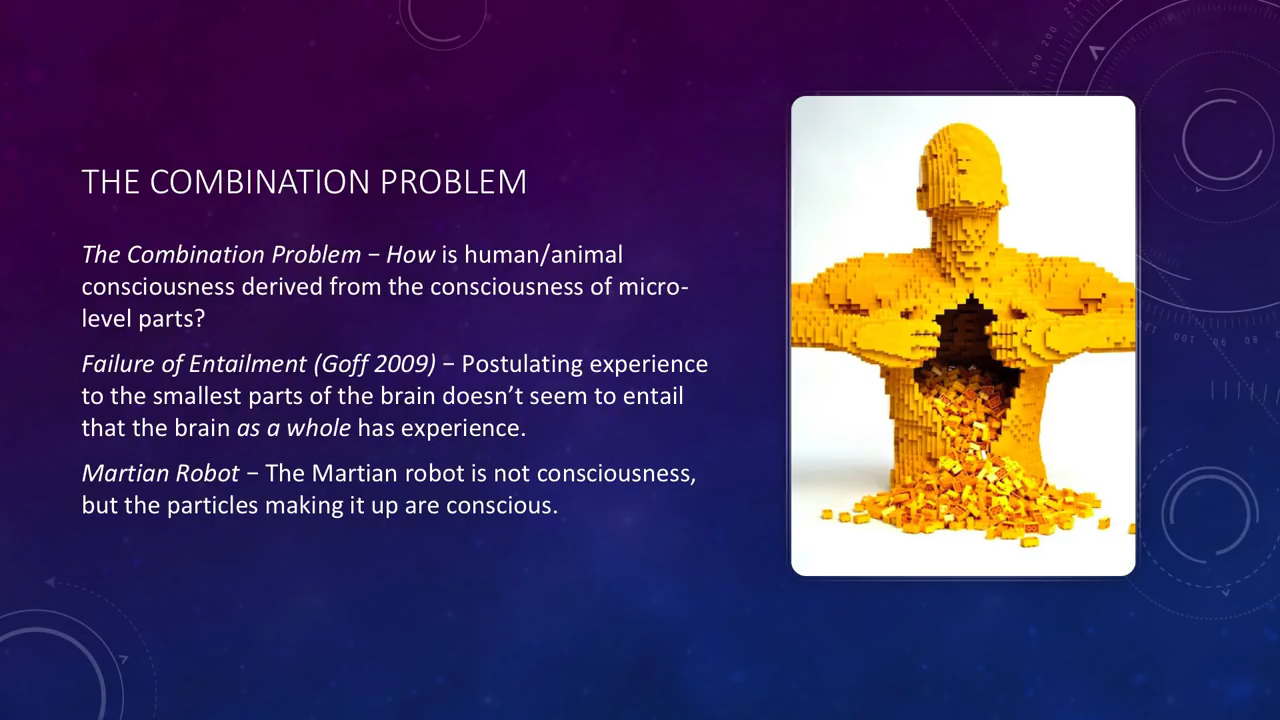 THE COMBINATION PROBLEM
The Combination Problem – How is human/animal
consciousness derived from the consciousness of micro-
level parts?
Failure of Entailment (Goff 2009) – Postulating experience
to the smallest parts of the brain doesn’t seem to entail
that the brain as a whole has experience.
Martian Robot – The Martian robot is not consciousness,
but the particles making it up are conscious.
190 200